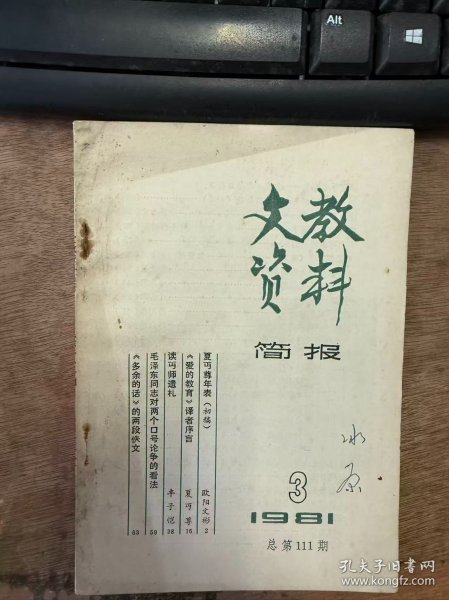 Alt
文教
资料
简报
夏丏尊年表（初稿） 欧阳文彬 2
《爱的教育》译者序言 夏丏尊 16
读丏师遗札 丰子恺 38
毛泽东同志对两个口号论争的看法 59
《多余的话》的两段佚文 63
冰
原
3
1981
总第111期
孔夫子旧书网
www.kongfz.com